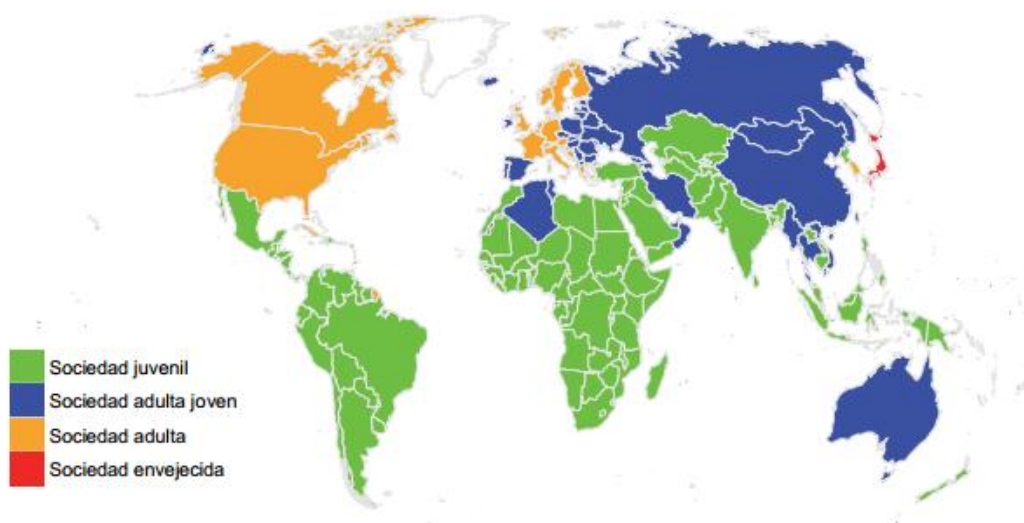 Sociedad juvenil
Sociedad adulta joven
Sociedad adulta
Sociedad envejecida